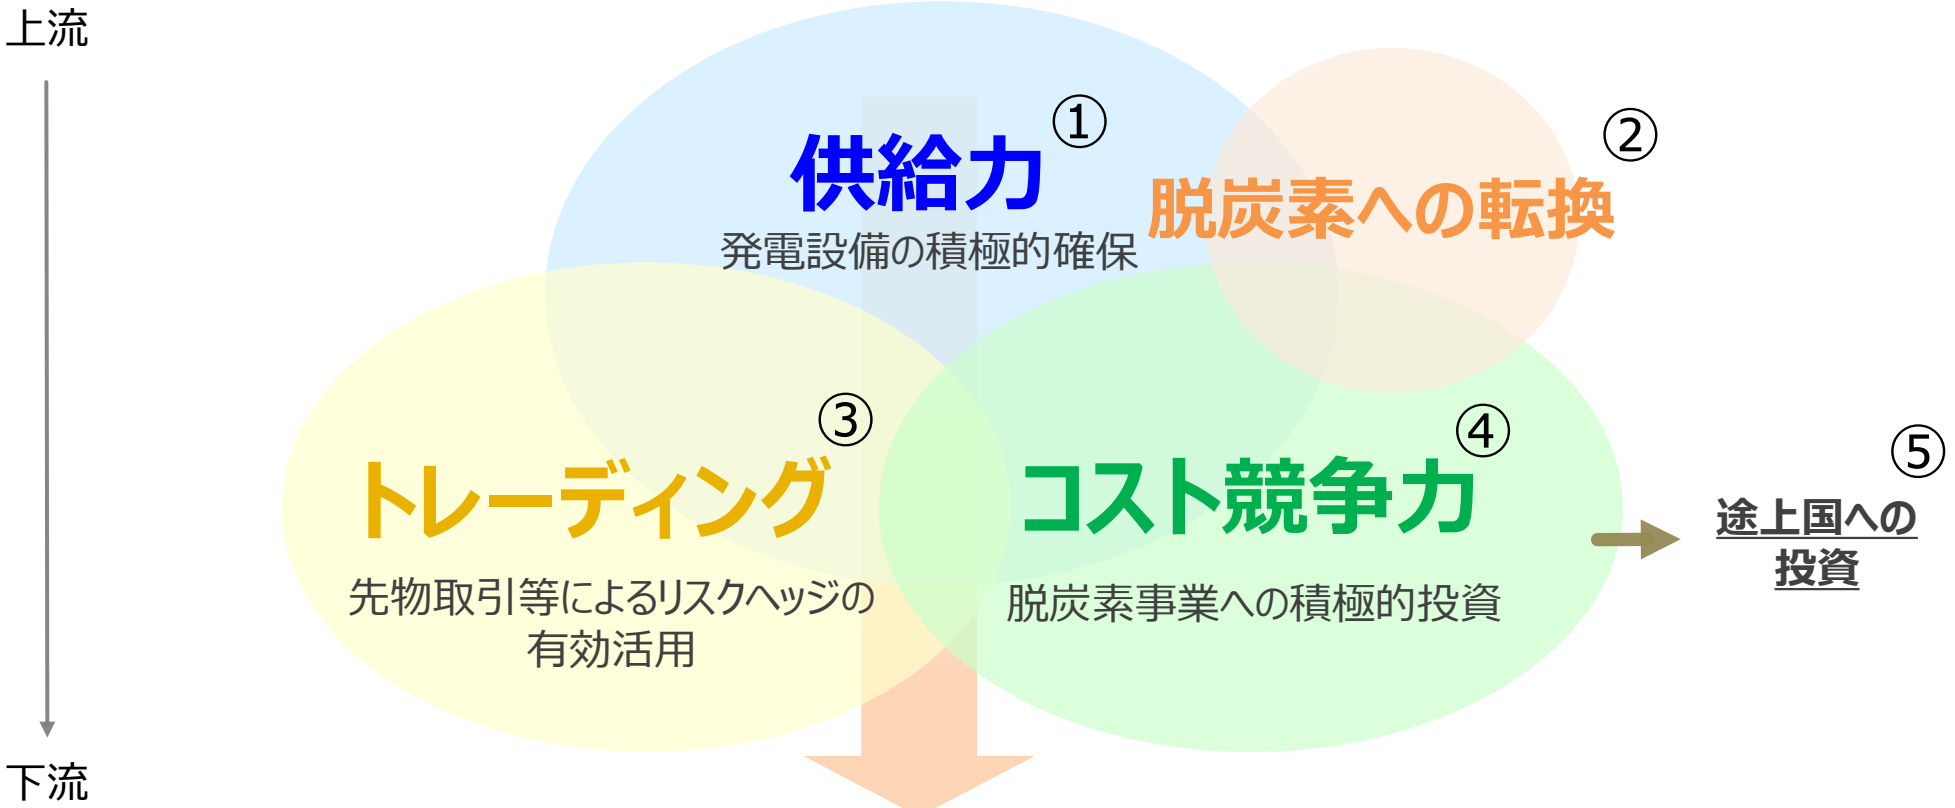 上流
①
供給力
発電設備の積極的確保
②
脱炭素への転換
③
トレーディング
先物取引等によるリスクヘッジの
有効活用
④
コスト競争力
脱炭素事業への積極的投資
⑤
途上国への
投資
下流